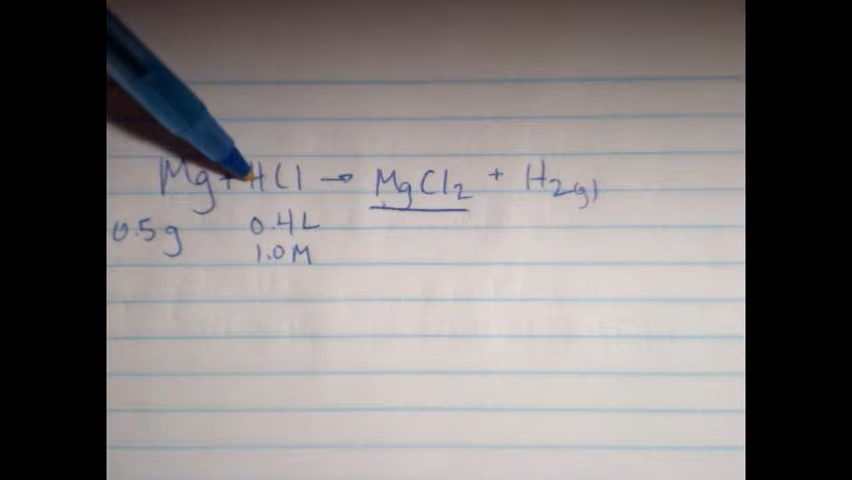 Mg + HCl → MgCl2 + H2(g)
0.5g 0.4L
1.0M